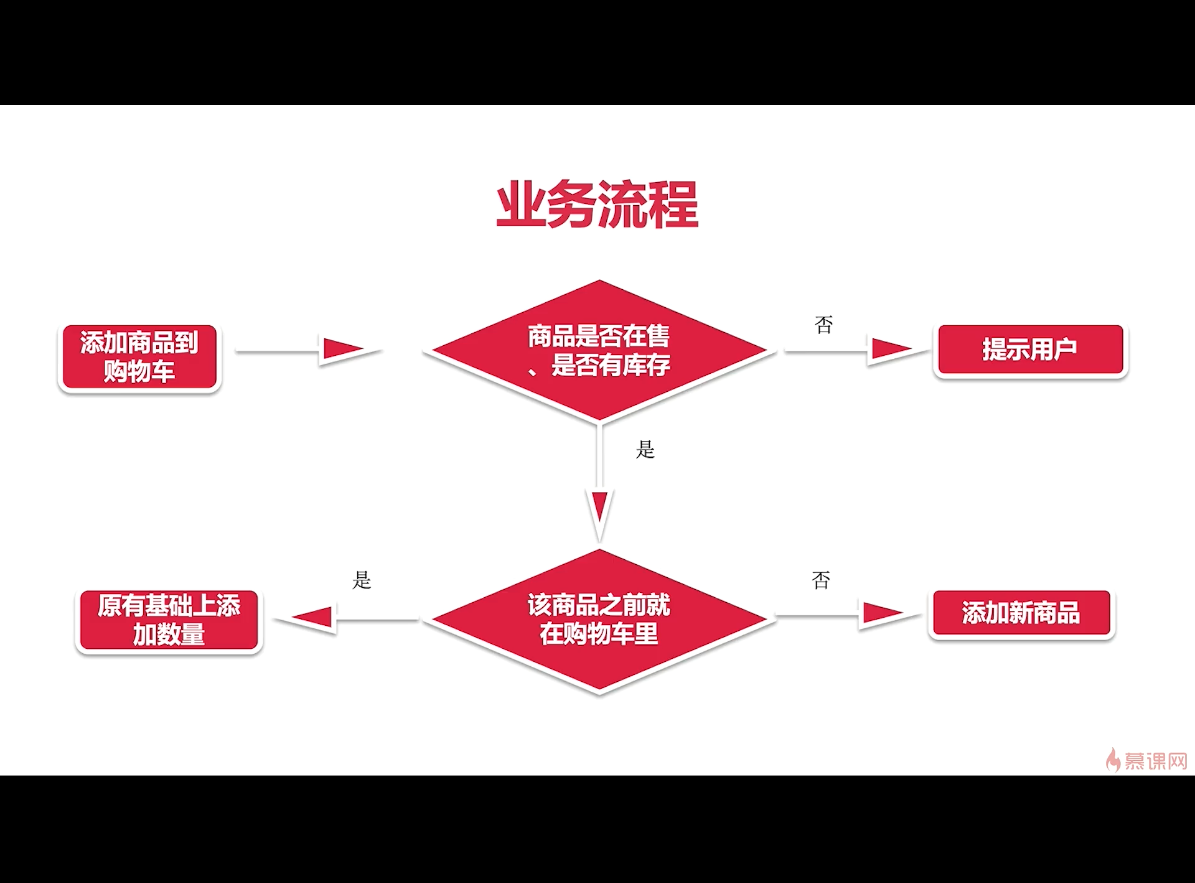 业务流程
添加商品到
购物车
商品是否在售
、是否有库存
否
提示用户
是
该商品之前就
在购物车里
是
原有基础上添
加数量
否
添加新商品
慕课网